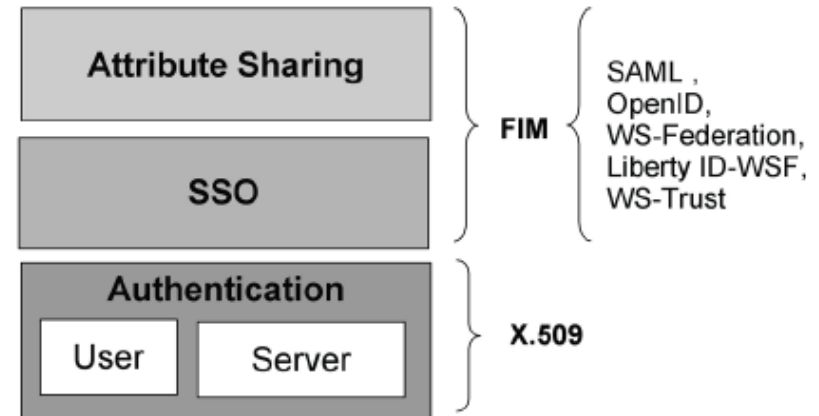 Attribute Sharing
SSO
FIM
SAML ,
OpenID,
WS-Federation,
Liberty ID-WSF,
WS-Trust
Authentication
User
Server
X.509